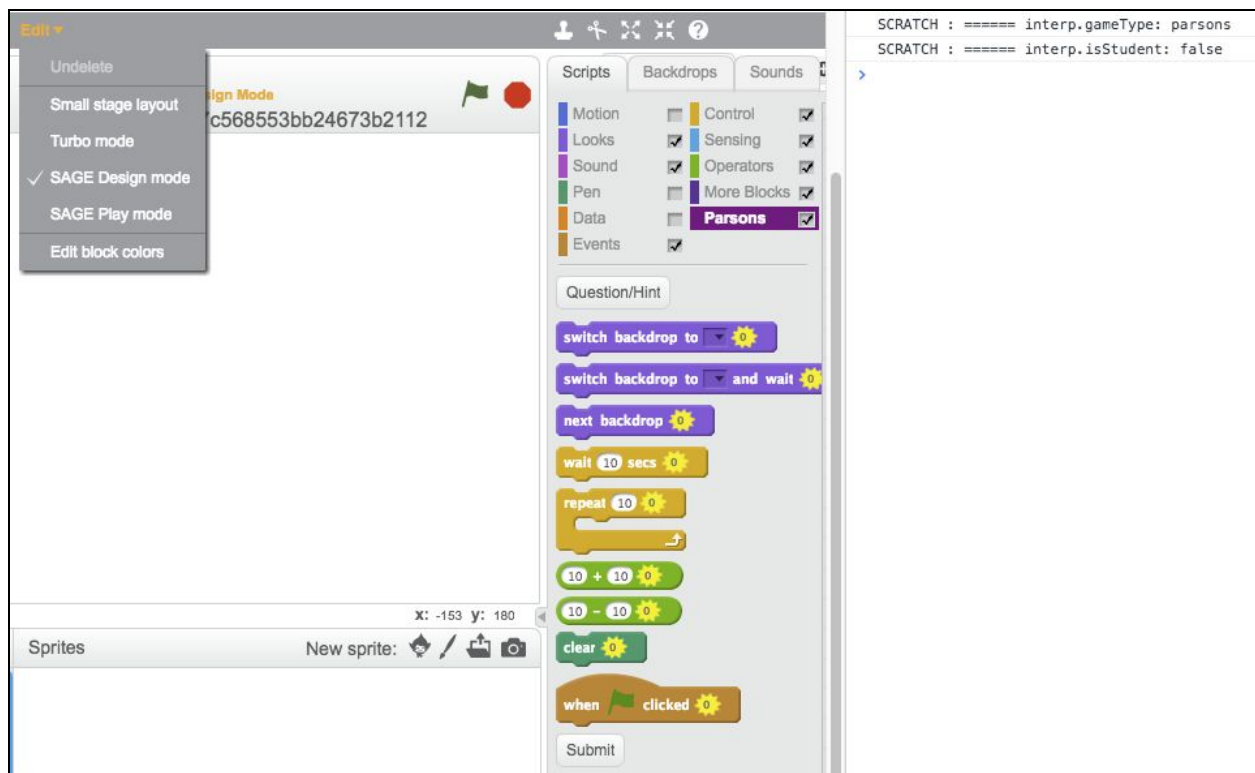 Edit
Undelete
Small stage layout
Turbo mode
SAGE Design mode
SAGE Play mode
Edit block colors
ign Mode
7c568553bb24673b2112
Scripts Backdrops Sounds
Motion Control
Looks Sensing
Sound Operators
Pen More Blocks
Data Parsons
Events
Question/Hint
switch backdrop to 0
switch backdrop to and wait 0
next backdrop 0
wait 10 secs 0
repeat 10 0
10 + 10 0
10 - 10 0
clear 0
when clicked 0
Submit
x: -153 y: 180
Sprites New sprite:
SCRATCH : ====== interp.gameType: parsons
SCRATCH : ====== interp.isStudent: false
>